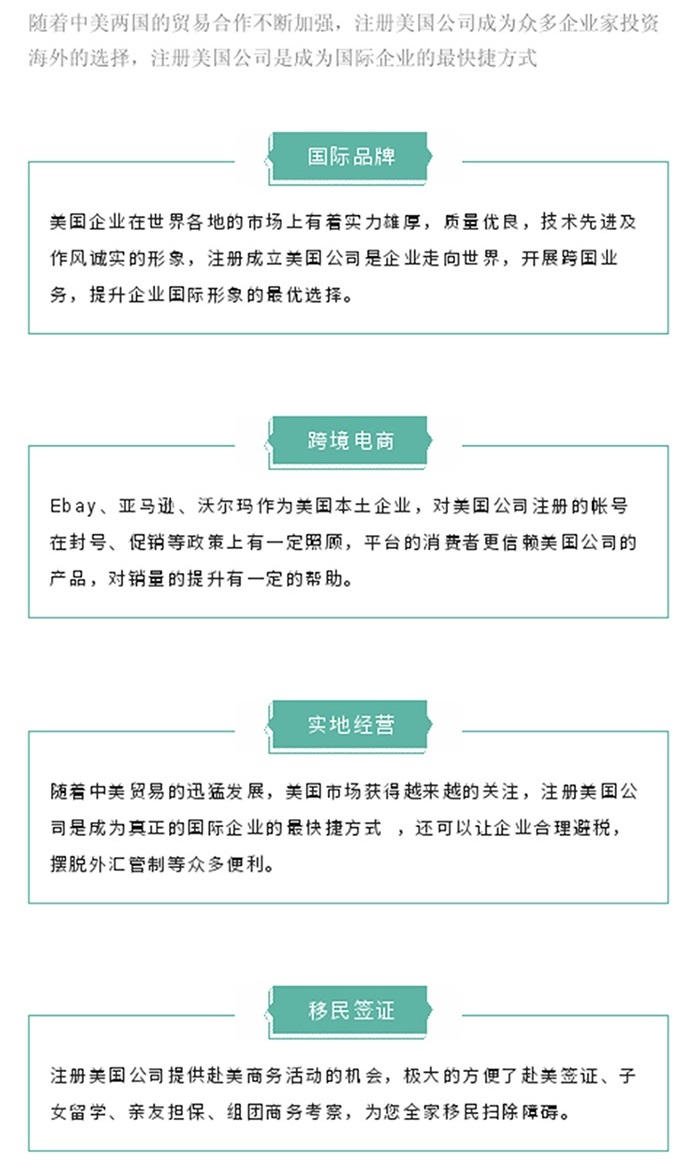 随着中美两国的贸易合作不断加强，注册美国公司成为众多企业家投资
海外的选择，注册美国公司是成为国际企业的最快捷方式
国际品牌
美国企业在世界各地的市场上有着实力雄厚，质量优良，技术先进及
作风诚实的形象，注册成立美国公司是企业走向世界，开展跨国业
务，提升企业国际形象的最优选择。
跨境电商
Ebay、亚马逊、沃尔玛作为美国本土企业，对美国公司注册的帐号
在封号、促销等政策上有一定照顾，平台的消费者更信赖美国公司的
产品，对销量的提升有一定的帮助。
实地经营
随着中美贸易的迅猛发展，美国市场获得越来越的关注，注册美国公
司是成为真正的国际企业的最快捷方式 ，还可以让企业合理避税，
摆脱外汇管制等众多便利。
移民签证
注册美国公司提供赴美商务活动的机会，极大的方便了赴美签证、子
女留学、亲友担保、组团商务考察，为您全家移民扫除障碍。